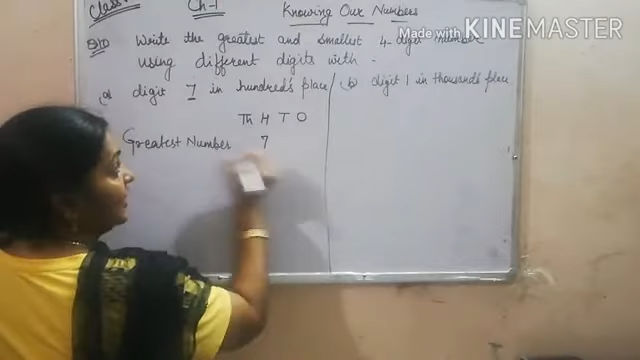 Class- Ch-1 Knowing Our Numbers
Made with KINEMASTER
Write the greatest and smallest 4-digit number
using different digits with -
(a) digit 7 in hundred's place (b) digit 1 in thousand's place
Th H T O
Greatest Number 7